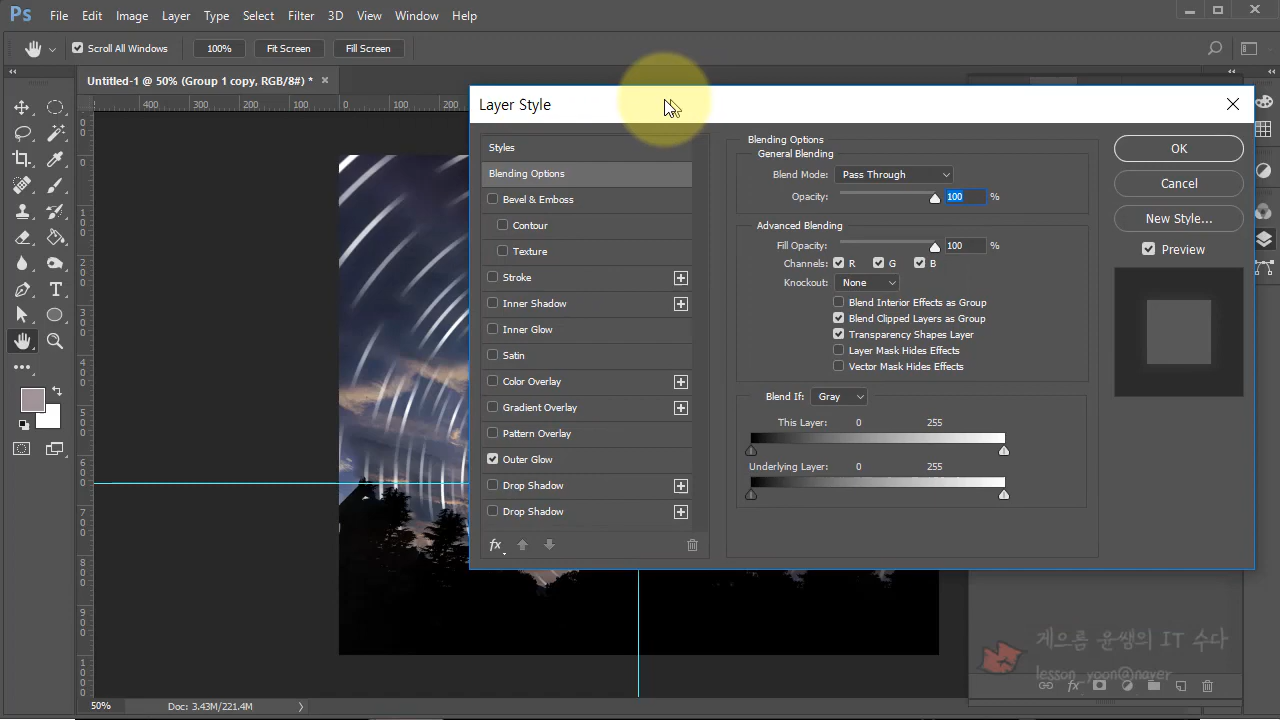 Ps File Edit Image Layer Type Select Filter 3D View Window Help
Scroll All Windows 100% Fit Screen Fill Screen
Untitled-1 @ 50% (Group 1 copy, RGB/8#) *
400 300 200 100 0 100 200
Layer Style
Styles
Blending Options
Bevel & Emboss
Contour
Texture
Stroke
Inner Shadow
Inner Glow
Satin
Color Overlay
Gradient Overlay
Pattern Overlay
Outer Glow
Drop Shadow
Drop Shadow
fx
Blending Options
General Blending
Blend Mode: Pass Through
Opacity: 100 %
Advanced Blending
Fill Opacity: 100 %
Channels: R G B
Knockout: None
Blend Interior Effects as Group
Blend Clipped Layers as Group
Transparency Shapes Layer
Layer Mask Hides Effects
Vector Mask Hides Effects
Blend If: Gray
This Layer: 0 255
Underlying Layer: 0 255
OK
Cancel
New Style...
Preview
게으름 윤쌩의 IT 수다
lesson_yoon@naver
fx
50% Doc: 3.43M/221.4M